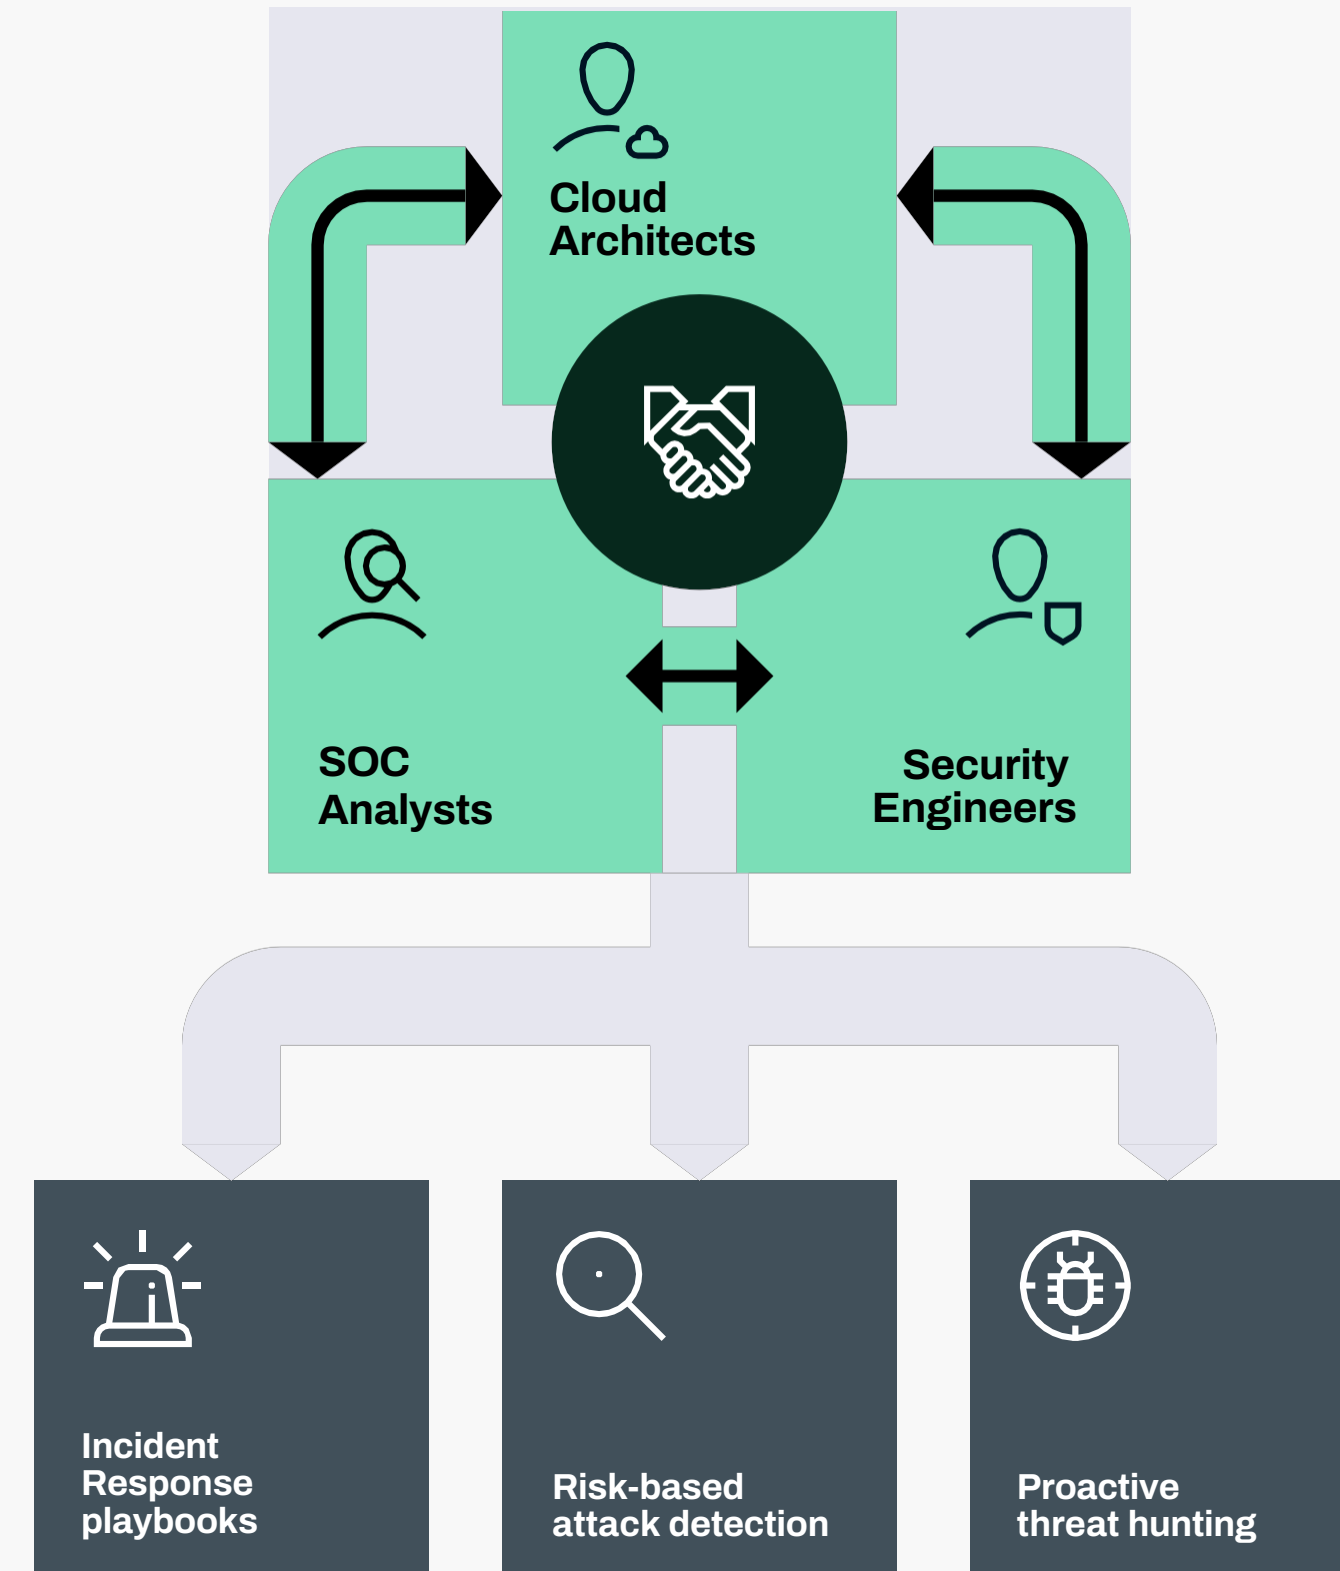 Cloud
Architects
SOC
Analysts
Security
Engineers
Incident
Response
playbooks
Risk-based
attack detection
Proactive
threat hunting